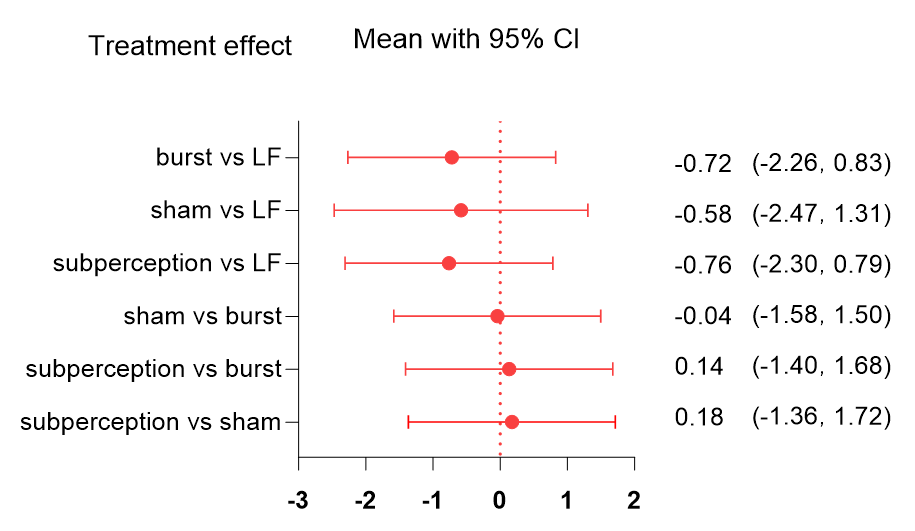 Treatment effect Mean with 95% CI
burst vs LF -0.72 (-2.26, 0.83)
sham vs LF -0.58 (-2.47, 1.31)
subperception vs LF -0.76 (-2.30, 0.79)
sham vs burst -0.04 (-1.58, 1.50)
subperception vs burst 0.14 (-1.40, 1.68)
subperception vs sham 0.18 (-1.36, 1.72)
-3 -2 -1 0 1 2